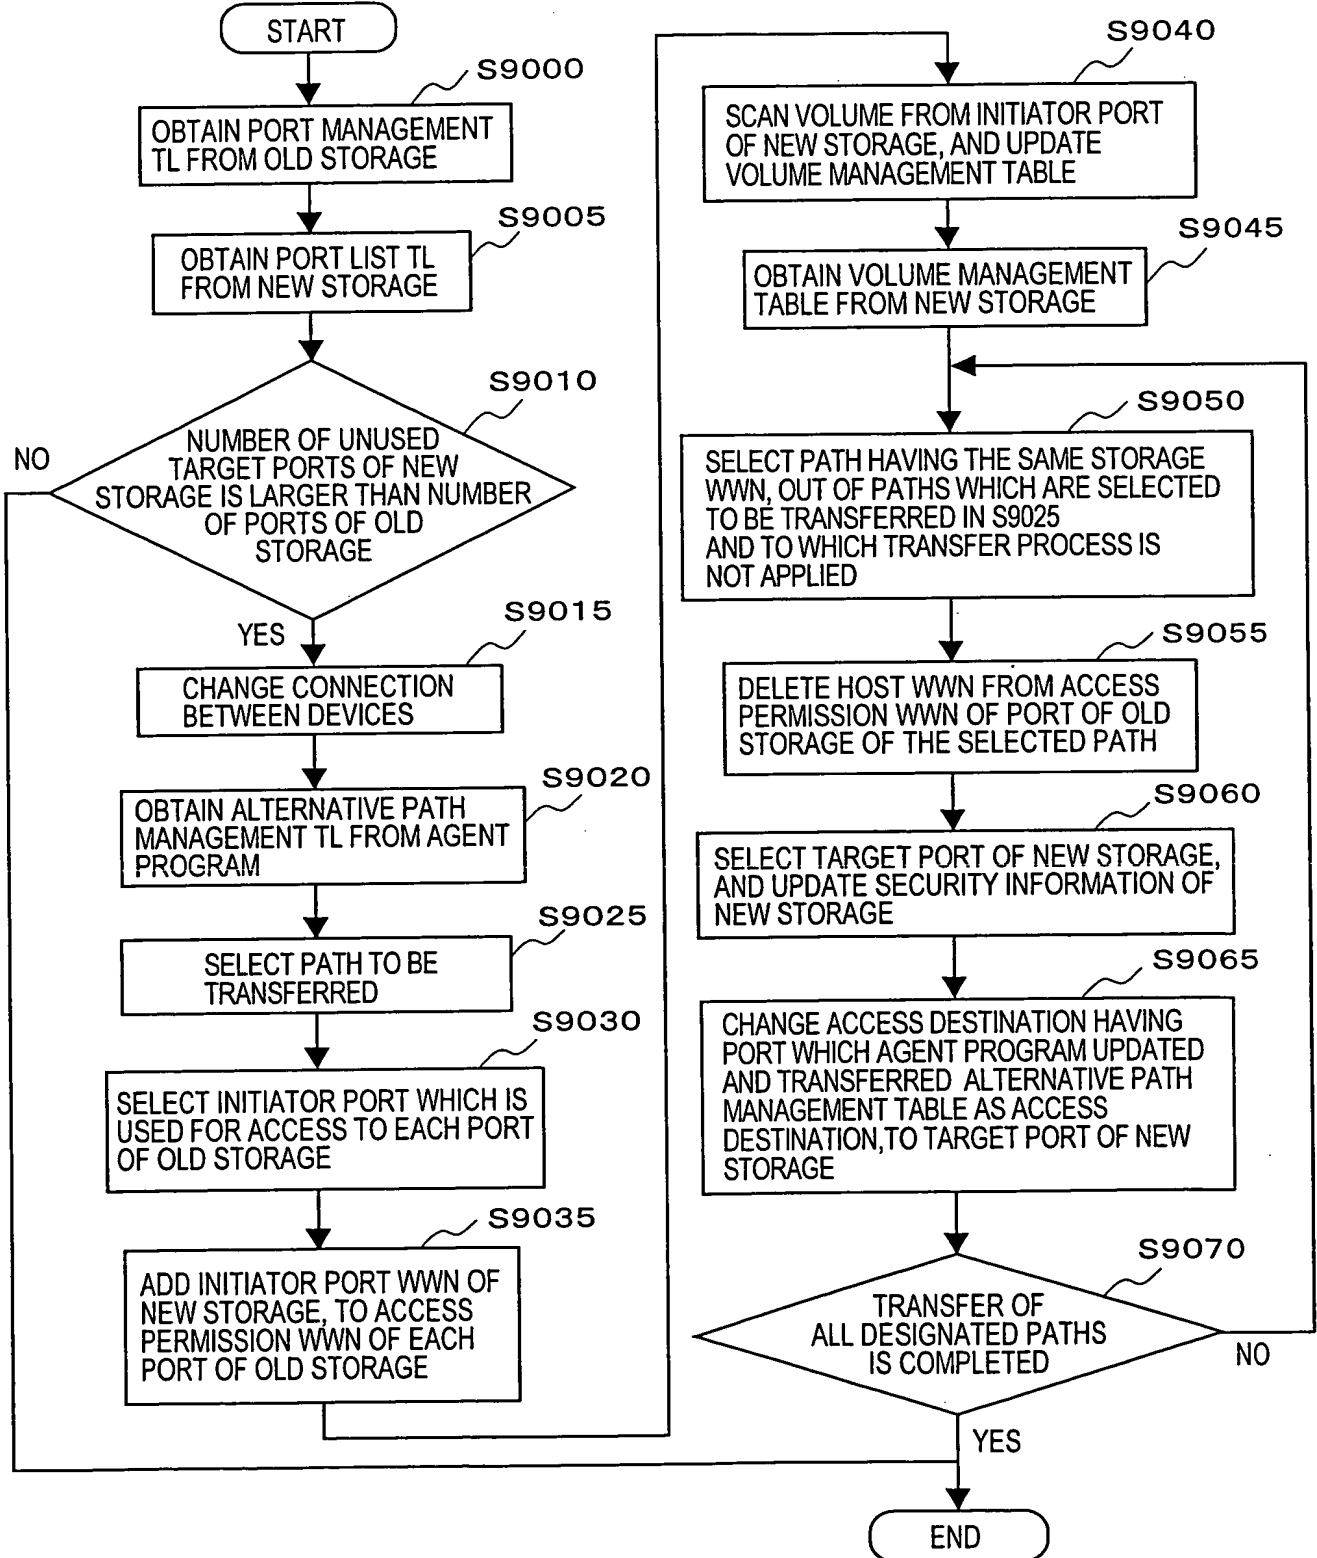 START
S9000
OBTAIN PORT MANAGEMENT
TL FROM OLD STORAGE
S9005
OBTAIN PORT LIST TL
FROM NEW STORAGE
S9010
NUMBER OF UNUSED
TARGET PORTS OF NEW
STORAGE IS LARGER THAN NUMBER
OF PORTS OF OLD
STORAGE
NO
YES
S9015
CHANGE CONNECTION
BETWEEN DEVICES
S9020
OBTAIN ALTERNATIVE PATH
MANAGEMENT TL FROM AGENT
PROGRAM
S9025
SELECT PATH TO BE
TRANSFERRED
S9030
SELECT INITIATOR PORT WHICH IS
USED FOR ACCESS TO EACH PORT
OF OLD STORAGE
S9035
ADD INITIATOR PORT WWN OF
NEW STORAGE, TO ACCESS
PERMISSION WWN OF EACH
PORT OF OLD STORAGE
S9040
SCAN VOLUME FROM INITIATOR PORT
OF NEW STORAGE, AND UPDATE
VOLUME MANAGEMENT TABLE
S9045
OBTAIN VOLUME MANAGEMENT
TABLE FROM NEW STORAGE
S9050
SELECT PATH HAVING THE SAME STORAGE
WWN, OUT OF PATHS WHICH ARE SELECTED
TO BE TRANSFERRED IN S9025
AND TO WHICH TRANSFER PROCESS IS
NOT APPLIED
S9055
DELETE HOST WWN FROM ACCESS
PERMISSION WWN OF PORT OF OLD
STORAGE OF THE SELECTED PATH
S9060
SELECT TARGET PORT OF NEW STORAGE,
AND UPDATE SECURITY INFORMATION OF
NEW STORAGE
S9065
CHANGE ACCESS DESTINATION HAVING
PORT WHICH AGENT PROGRAM UPDATED
AND TRANSFERRED ALTERNATIVE PATH
MANAGEMENT TABLE AS ACCESS
DESTINATION,TO TARGET PORT OF NEW
STORAGE
S9070
TRANSFER OF
ALL DESIGNATED PATHS
IS COMPLETED
NO
YES
END